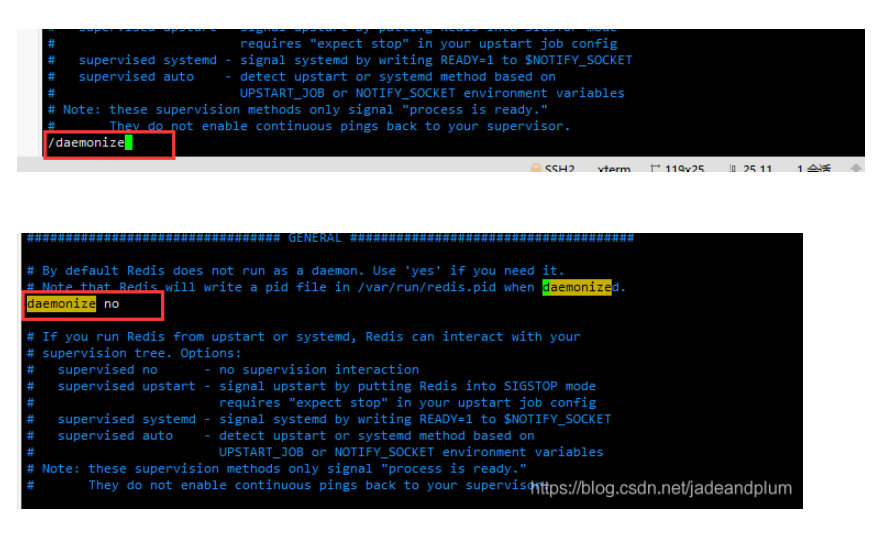 #   supervised upstart - signal upstart by putting Redis into SIGSTOP mode
#                        requires "expect stop" in your upstart job config
#   supervised systemd - signal systemd by writing READY=1 to $NOTIFY_SOCKET
#   supervised auto    - detect upstart or systemd method based on
#                        UPSTART_JOB or NOTIFY_SOCKET environment variables
# Note: these supervision methods only signal "process is ready."
#       They do not enable continuous pings back to your supervisor.
/daemonize
SSH2 xterm 119x25 25,11 1 会话
################################# GENERAL #####################################
# By default Redis does not run as a daemon. Use 'yes' if you need it.
# Note that Redis will write a pid file in /var/run/redis.pid when daemonized.
daemonize no
# If you run Redis from upstart or systemd, Redis can interact with your
# supervision tree. Options:
#   supervised no      - no supervision interaction
#   supervised upstart - signal upstart by putting Redis into SIGSTOP mode
#                        requires "expect stop" in your upstart job config
#   supervised systemd - signal systemd by writing READY=1 to $NOTIFY_SOCKET
#   supervised auto    - detect upstart or systemd method based on
#                        UPSTART_JOB or NOTIFY_SOCKET environment variables
# Note: these supervision methods only signal "process is ready."
#       They do not enable continuous pings back to your supervisor.
https://blog.csdn.net/jadeandplum